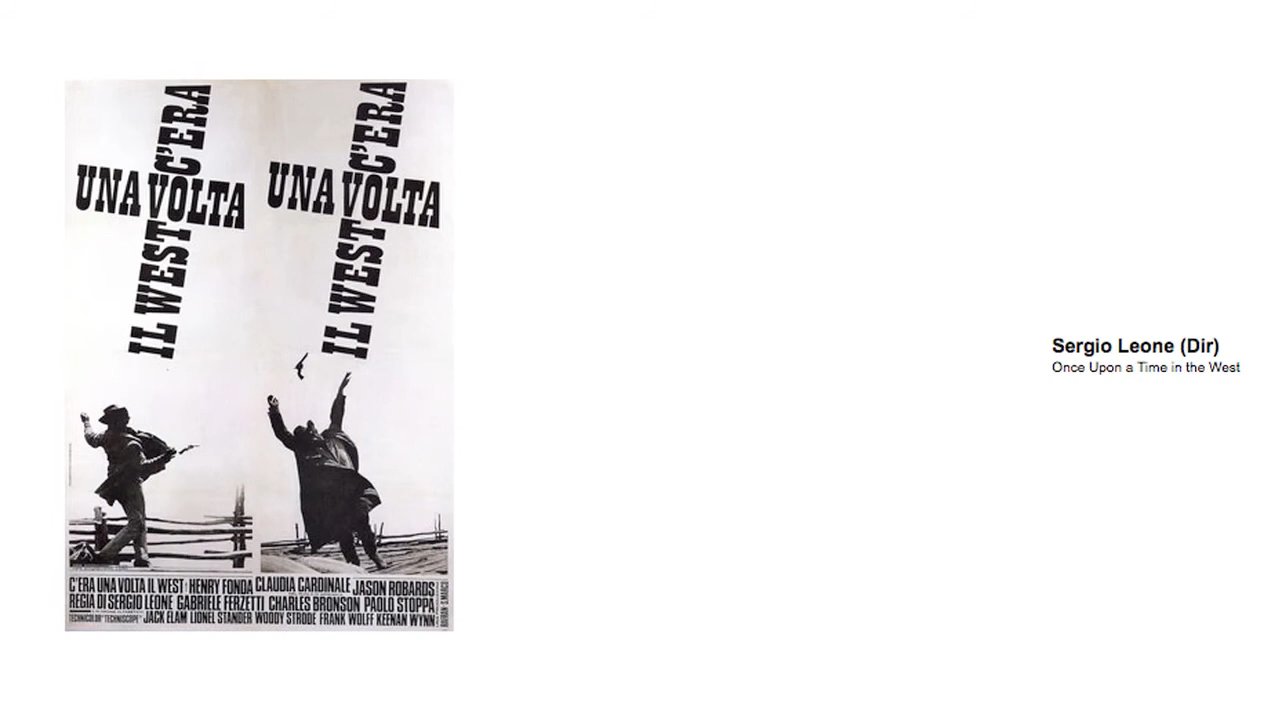 C'ERA
UNA VOLTA
IL WEST
C'ERA
UNA VOLTA
IL WEST
C'ERA UNA VOLTA IL WEST HENRY FONDA CLAUDIA CARDINALE JASON ROBARDS
REGIA DI SERGIO LEONE GABRIELE FERZETTI CHARLES BRONSON PAOLO STOPPA
TECHNICOLOR "TECHNISCOPE" JACK ELAM LIONEL STANDER WOODY STRODE FRANK WOLFF KEENAN WYNN
Sergio Leone (Dir)
Once Upon a Time in the West